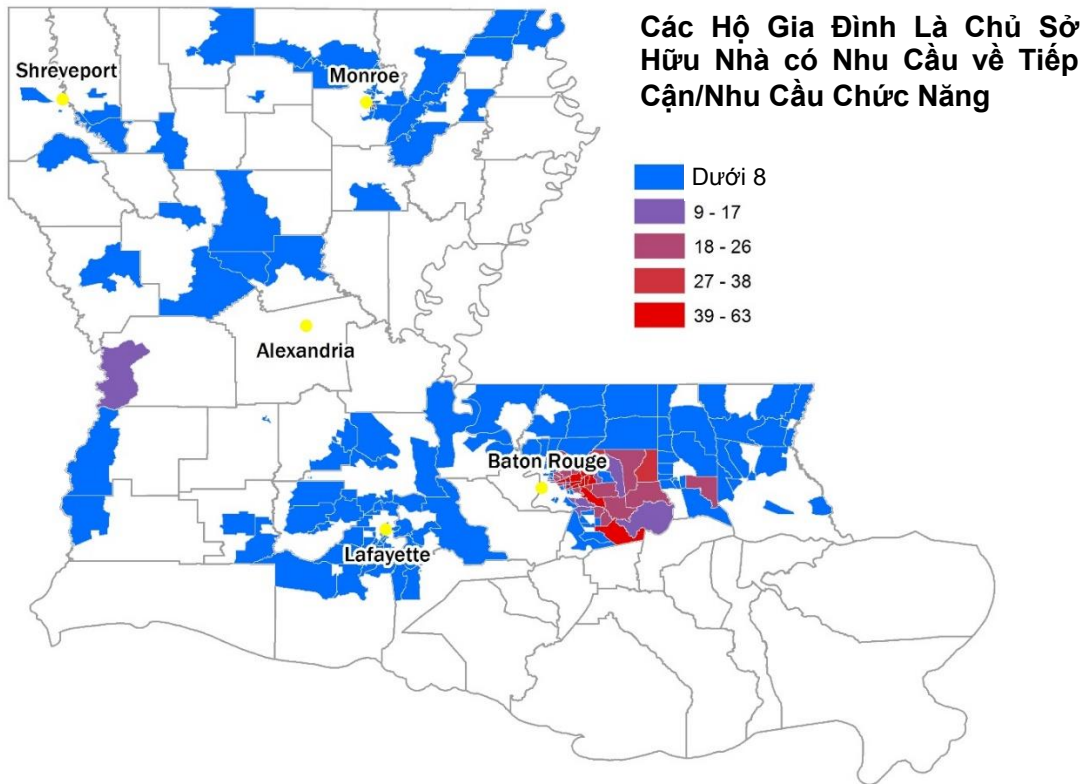 Các Hộ Gia Đình Là Chủ Sở
Hữu Nhà có Nhu Cầu về Tiếp
Cận/Nhu Cầu Chức Năng
Shreveport
Monroe
Dưới 8
9 - 17
18 - 26
27 - 38
39 - 63
Alexandria
Baton Rouge
Lafayette